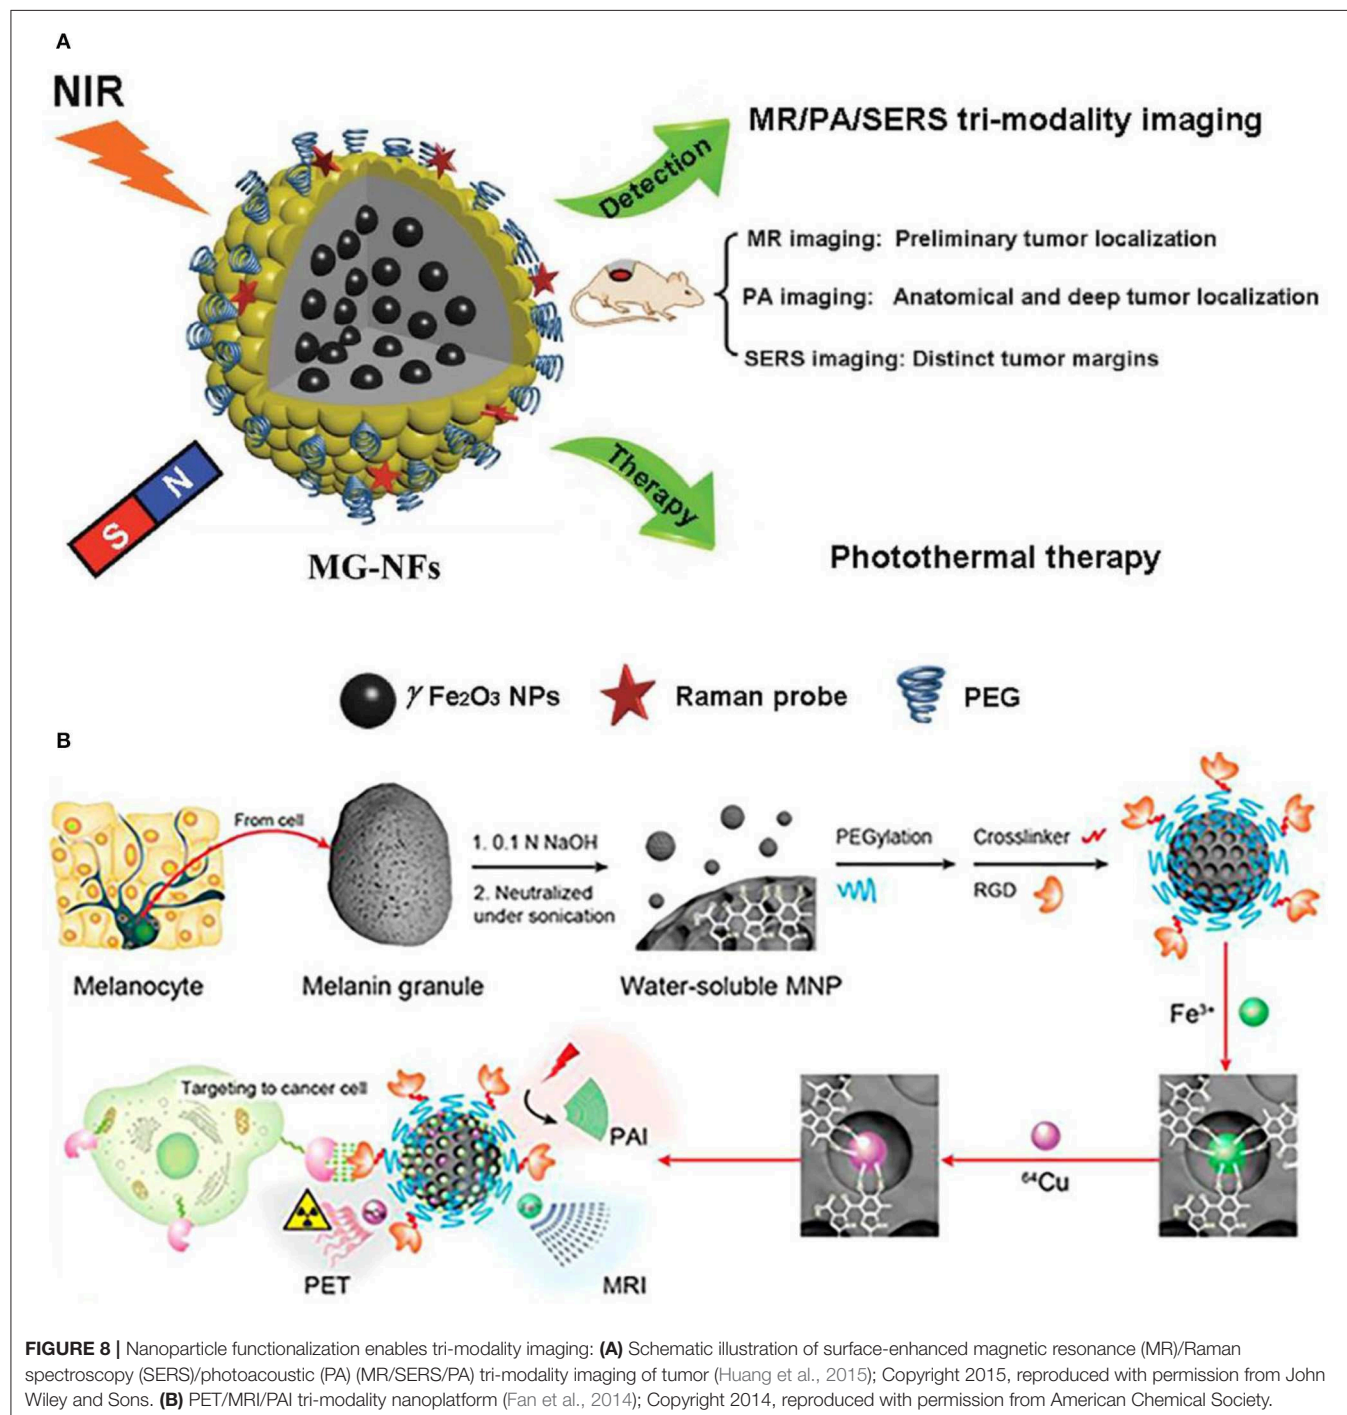 A
NIR
MR/PA/SERS tri-modality imaging
Detection
MR imaging: Preliminary tumor localization
PA imaging: Anatomical and deep tumor localization
SERS imaging: Distinct tumor margins
N
S
Therapy
MG-NFs
Photothermal therapy
γ Fe₂O₃ NPs
Raman probe
PEG
B
From cell
1. 0.1 N NaOH
2. Neutralized
under sonication
PEGylation
Crosslinker
RGD
Melanocyte
Melanin granule
Water-soluble MNP
Fe³⁺
Targeting to cancer cell
PAI
⁶⁴Cu
PET
MRI
FIGURE 8 | Nanoparticle functionalization enables tri-modality imaging: (A) Schematic illustration of surface-enhanced magnetic resonance (MR)/Raman
spectroscopy (SERS)/photoacoustic (PA) (MR/SERS/PA) tri-modality imaging of tumor (Huang et al., 2015); Copyright 2015, reproduced with permission from John
Wiley and Sons. (B) PET/MRI/PAI tri-modality nanoplatform (Fan et al., 2014); Copyright 2014, reproduced with permission from American Chemical Society.